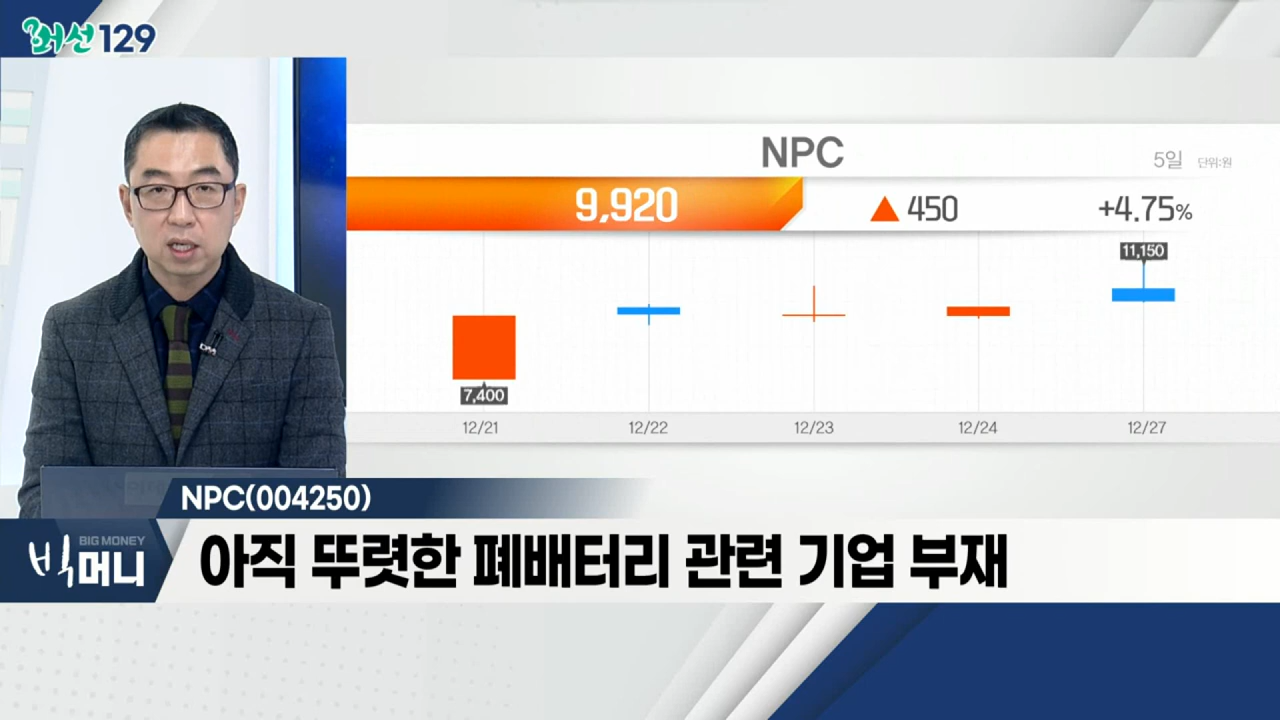 머선129
NPC
5일 단위:원
9,920 ▲ 450 +4.75%
11,150
7,400
12/21 12/22 12/23 12/24 12/27
NPC(004250)
BIG MONEY
빅머니
아직 뚜렷한 폐배터리 관련 기업 부재